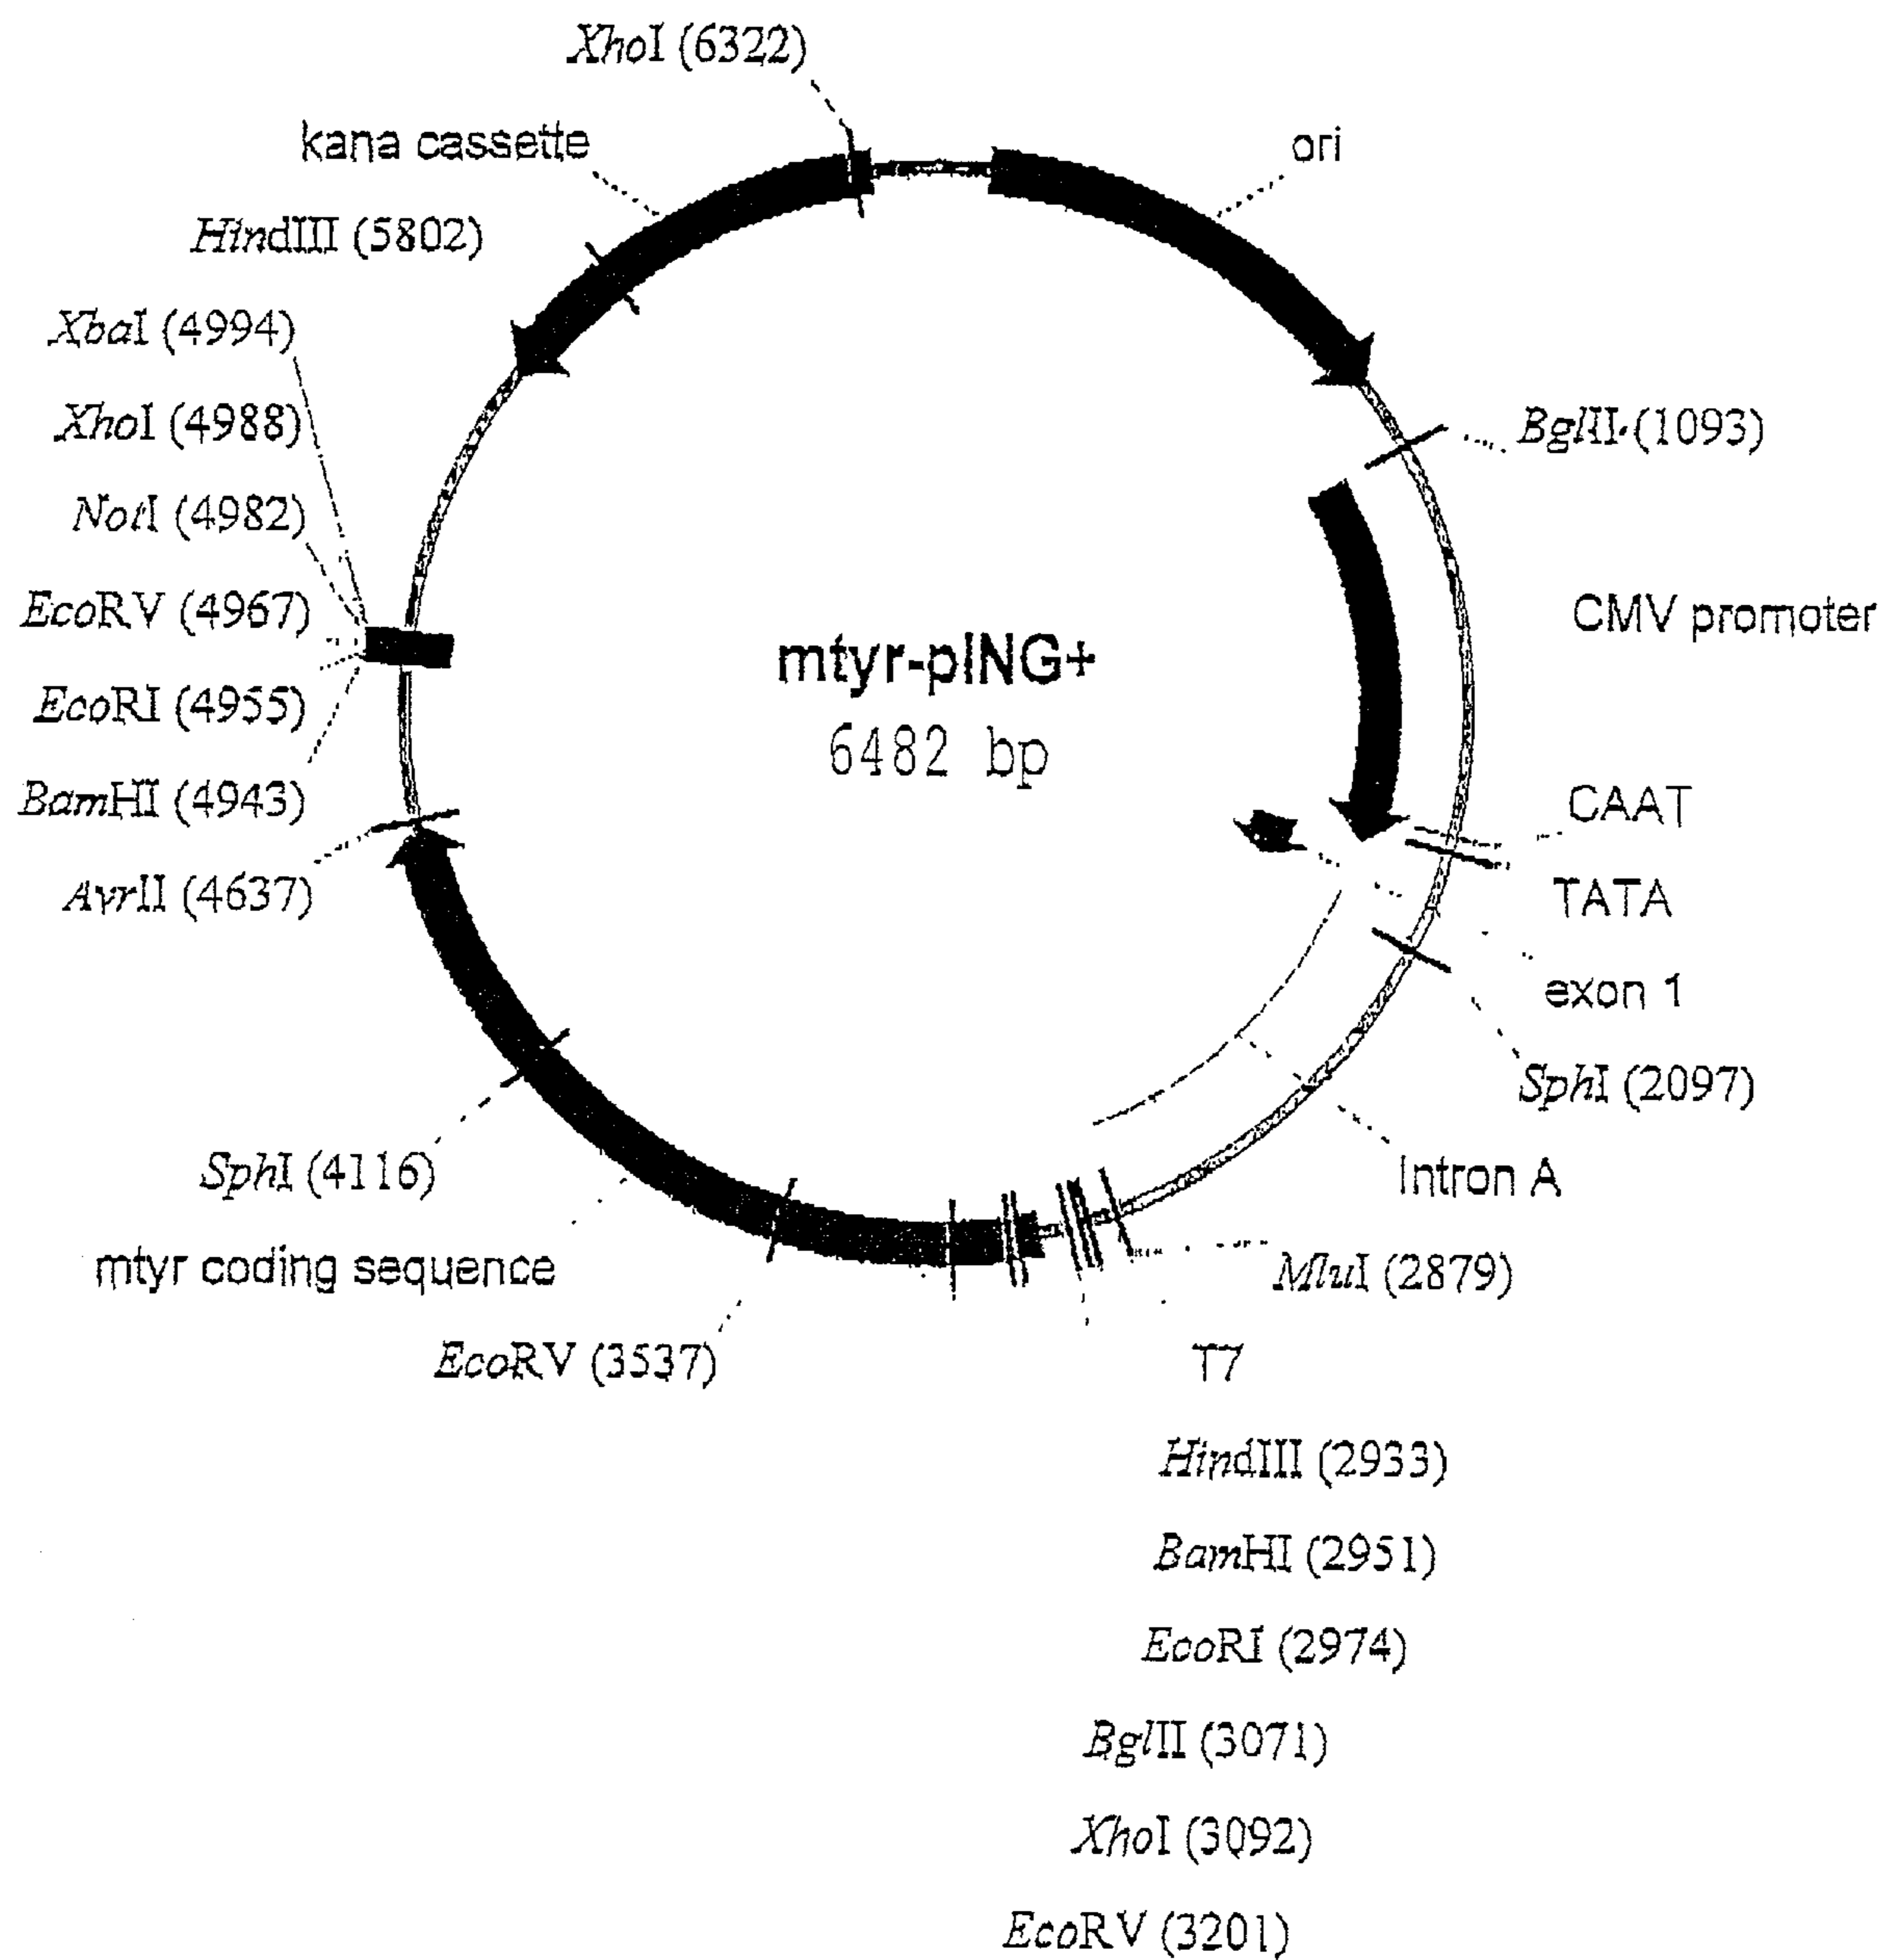 XhoI (6322)
kana cassette
ori
HindIII (5802)
XbaI (4994)
XhoI (4988)
BglII (1093)
NotI (4982)
EcoRV (4967)
CMV promoter
mtyr-pING+
EcoRI (4955)
6482 bp
BamHI (4943)
CAAT
AvrII (4637)
TATA
exon 1
SphI (2097)
SphI (4116)
Intron A
mtyr coding sequence
MluI (2879)
EcoRV (3537)
T7
HindIII (2933)
BamHI (2951)
EcoRI (2974)
BglII (3071)
XhoI (3092)
EcoRV (3201)